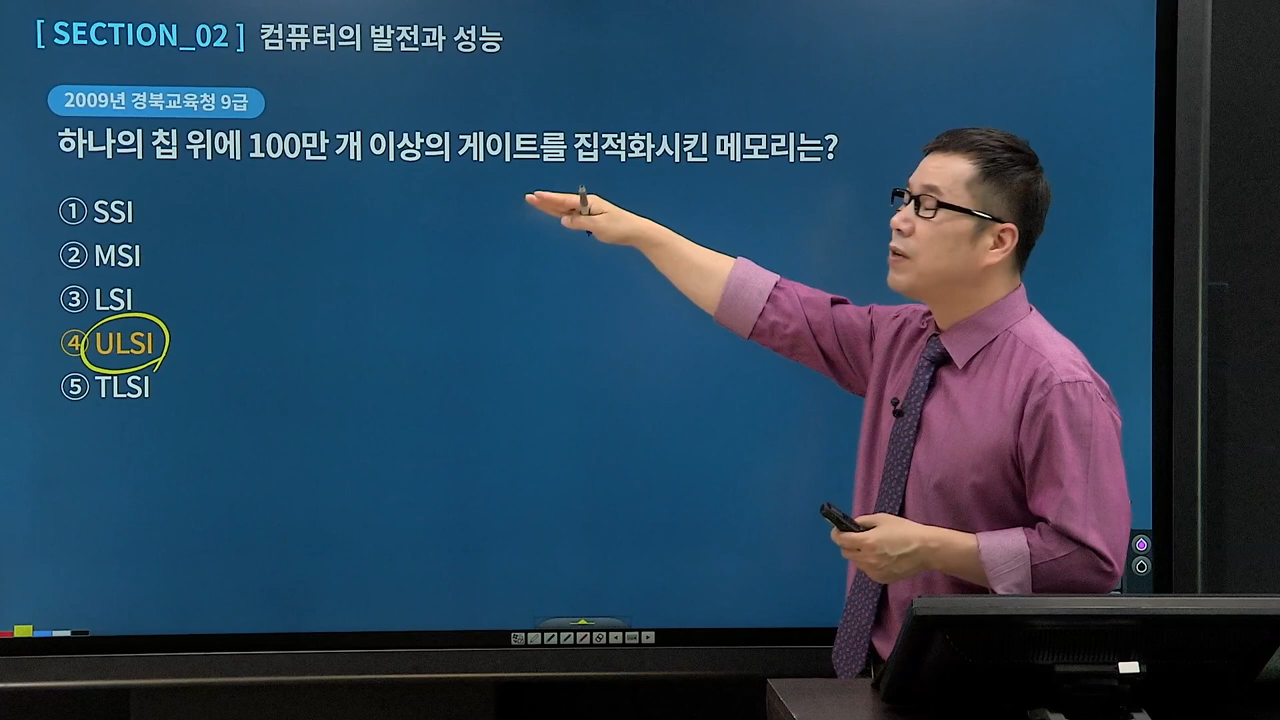 [ SECTION_02 ] 컴퓨터의 발전과 성능
2009년 경북교육청 9급
하나의 칩 위에 100만 개 이상의 게이트를 집적화시킨 메모리는?
① SSI
② MSI
③ LSI
④ ULSI
⑤ TLSI